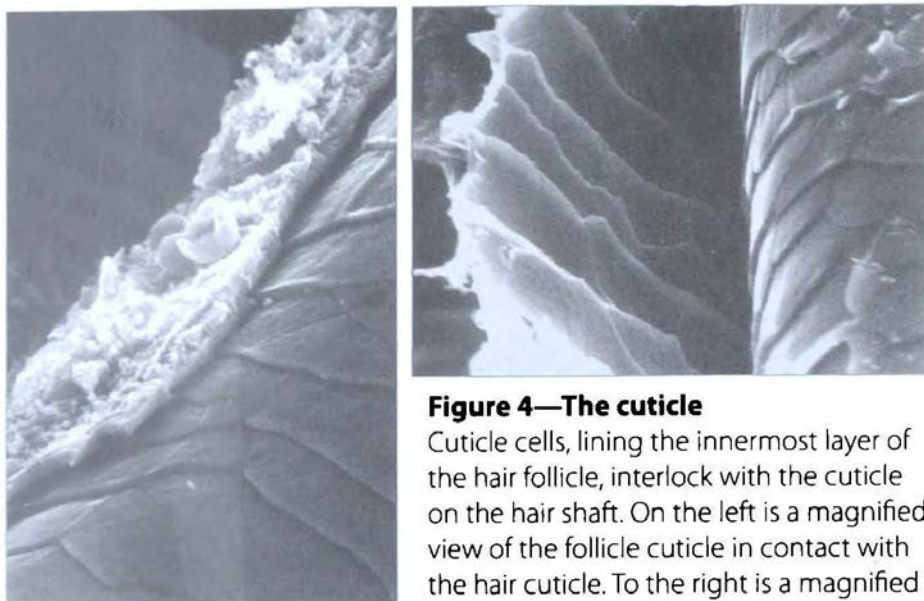 Figure 4—The cuticle
Cuticle cells, lining the innermost layer of
the hair follicle, interlock with the cuticle
on the hair shaft. On the left is a magnified
view of the follicle cuticle in contact with
the hair cuticle. To the right is a magnified